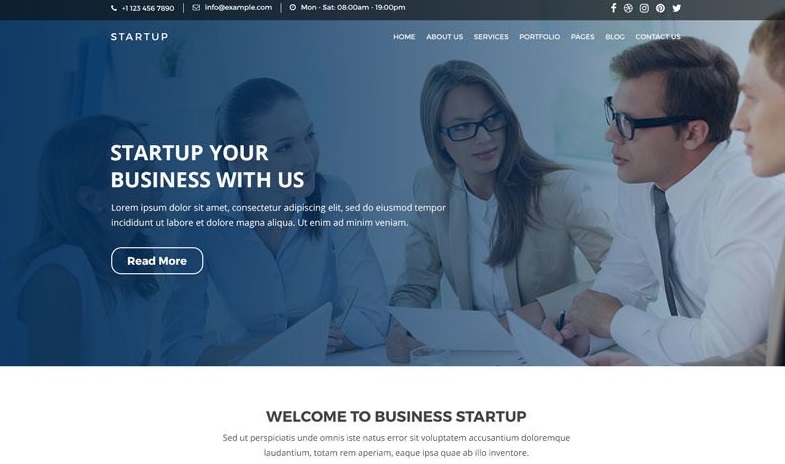 +1 123 456 7890 info@example.com Mon - Sat: 08:00am - 19:00pm
STARTUP HOME ABOUT US SERVICES PORTFOLIO PAGES BLOG CONTACT US
STARTUP YOUR
BUSINESS WITH US
Lorem ipsum dolor sit amet, consectetur adipiscing elit, sed do eiusmod tempor
incididunt ut labore et dolore magna aliqua. Ut enim ad minim veniam.
Read More
WELCOME TO BUSINESS STARTUP
Sed ut perspiciatis unde omnis iste natus error sit voluptatem accusantium doloremque
laudantium, totam rem aperiam, eaque ipsa quae ab illo inventore.